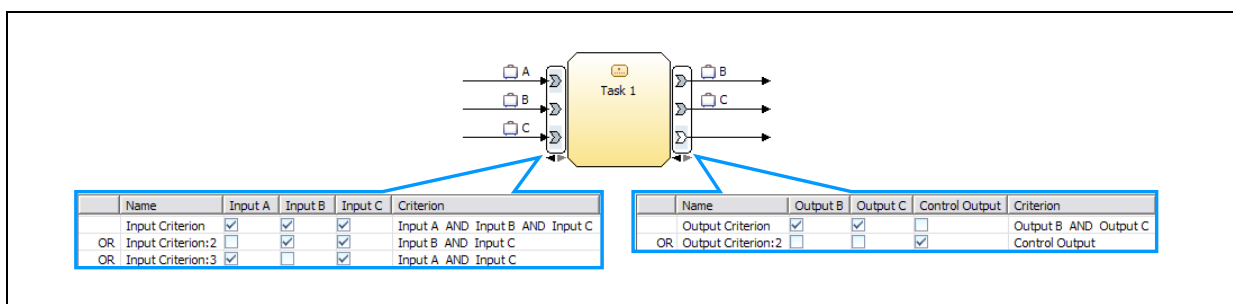 A
B
C
Task 1
B
C
Name Input A Input B Input C Criterion
Input Criterion Input A AND Input B AND Input C
OR Input Criterion:2 Input B AND Input C
OR Input Criterion:3 Input A AND Input C
Name Output B Output C Control Output Criterion
Output Criterion Output B AND Output C
OR Output Criterion:2 Control Output